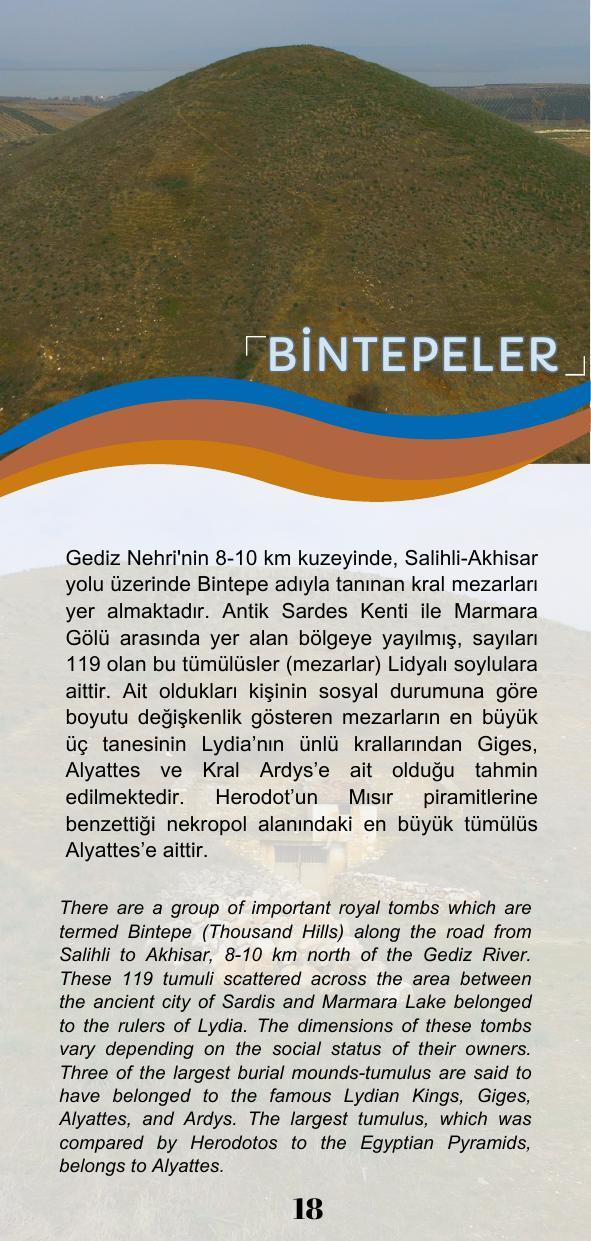 BİNTEPELER
Gediz Nehri'nin 8-10 km kuzeyinde, Salihli-Akhisar
yolu üzerinde Bintepe adıyla tanınan kral mezarları
yer almaktadır. Antik Sardes Kenti ile Marmara
Gölü arasında yer alan bölgeye yayılmış, sayıları
119 olan bu tümülüsler (mezarlar) Lidyalı soylulara
aittir. Ait oldukları kişinin sosyal durumuna göre
boyutu değişkenlik gösteren mezarların en büyük
üç tanesinin Lydia’nın ünlü krallarından Giges,
Alyattes ve Kral Ardys’e ait olduğu tahmin
edilmektedir. Herodot’un Mısır piramitlerine
benzettiği nekropol alanındaki en büyük tümülüs
Alyattes’e aittir.
There are a group of important royal tombs which are
termed Bintepe (Thousand Hills) along the road from
Salihli to Akhisar, 8-10 km north of the Gediz River.
These 119 tumuli scattered across the area between
the ancient city of Sardis and Marmara Lake belonged
to the rulers of Lydia. The dimensions of these tombs
vary depending on the social status of their owners.
Three of the largest burial mounds-tumulus are said to
have belonged to the famous Lydian Kings, Giges,
Alyattes, and Ardys. The largest tumulus, which was
compared by Herodotos to the Egyptian Pyramids,
belongs to Alyattes.
18